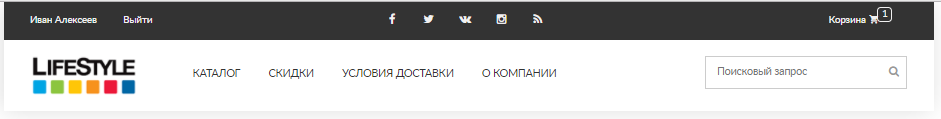 Иван Алексеев Выйти Корзина 1
LIFESTYLE КАТАЛОГ СКИДКИ УСЛОВИЯ ДОСТАВКИ О КОМПАНИИ Поисковый запрос